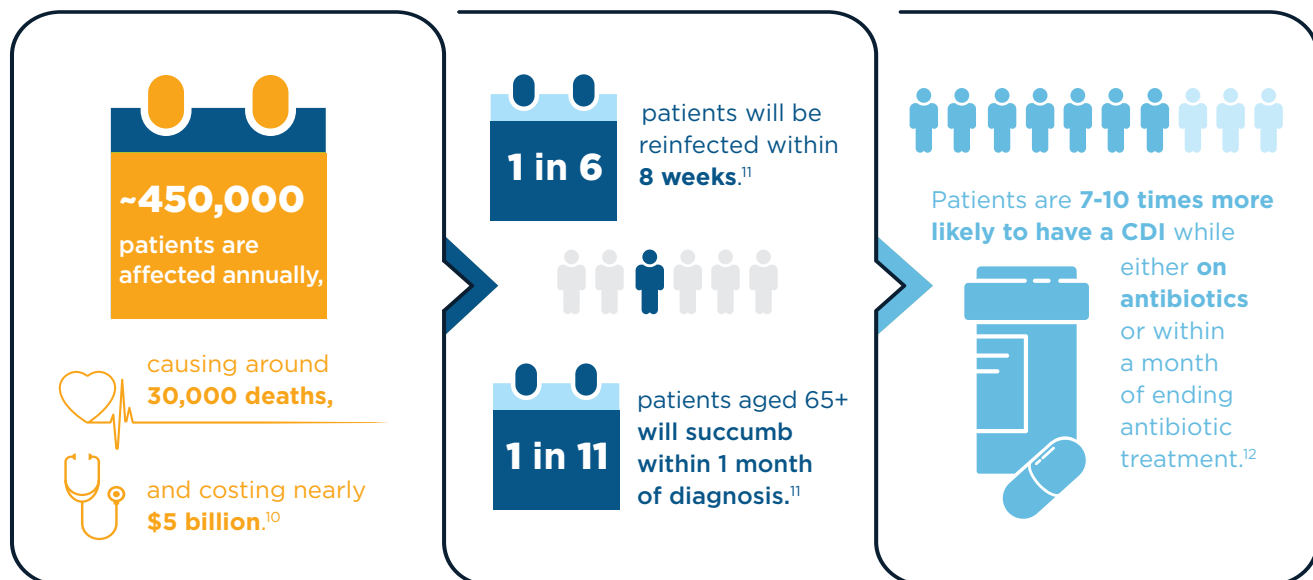 ~450,000
patients are
affected annually,
causing around
30,000 deaths,
and costing nearly
$5 billion.10
1 in 6
patients will be
reinfected within
8 weeks.11
1 in 11
patients aged 65+
will succumb
within 1 month
of diagnosis.11
Patients are 7-10 times more
likely to have a CDI while
either on
antibiotics
or within
a month
of ending
antibiotic
treatment.12